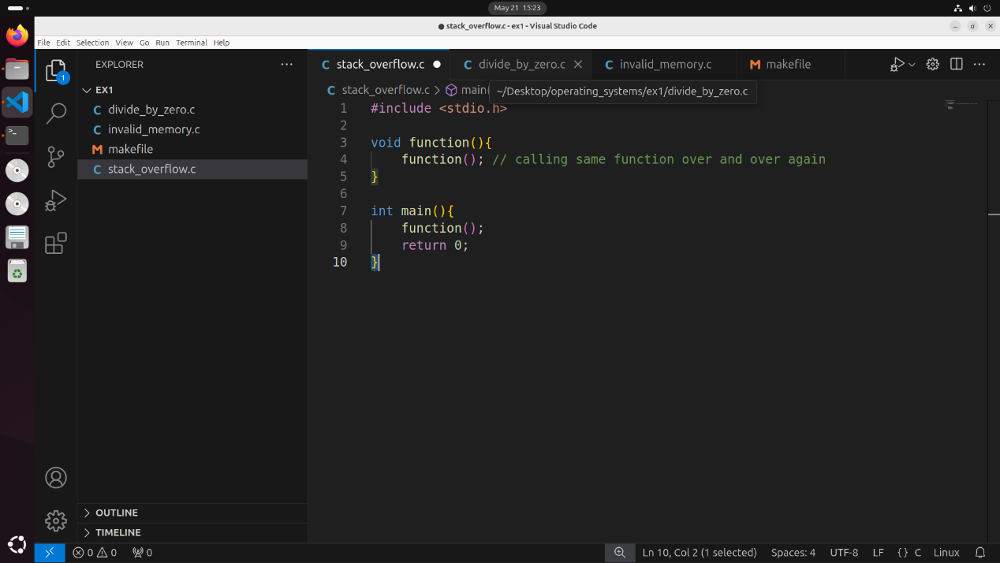 May 21 15:23
stack_overflow.c - ex1 - Visual Studio Code
File Edit Selection View Go Run Terminal Help
EXPLORER
1
EX1
C divide_by_zero.c
C invalid_memory.c
M makefile
C stack_overflow.c
OUTLINE
TIMELINE
C stack_overflow.c C divide_by_zero.c C invalid_memory.c M makefile
C stack_overflow.c > main(
~/Desktop/operating_systems/ex1/divide_by_zero.c
1 #include <stdio.h>
2
3 void function(){
4 function(); // calling same function over and over again
5 }
6
7 int main(){
8 function();
9 return 0;
10 }
0 0 0 Ln 10, Col 2 (1 selected) Spaces: 4 UTF-8 LF {} C Linux